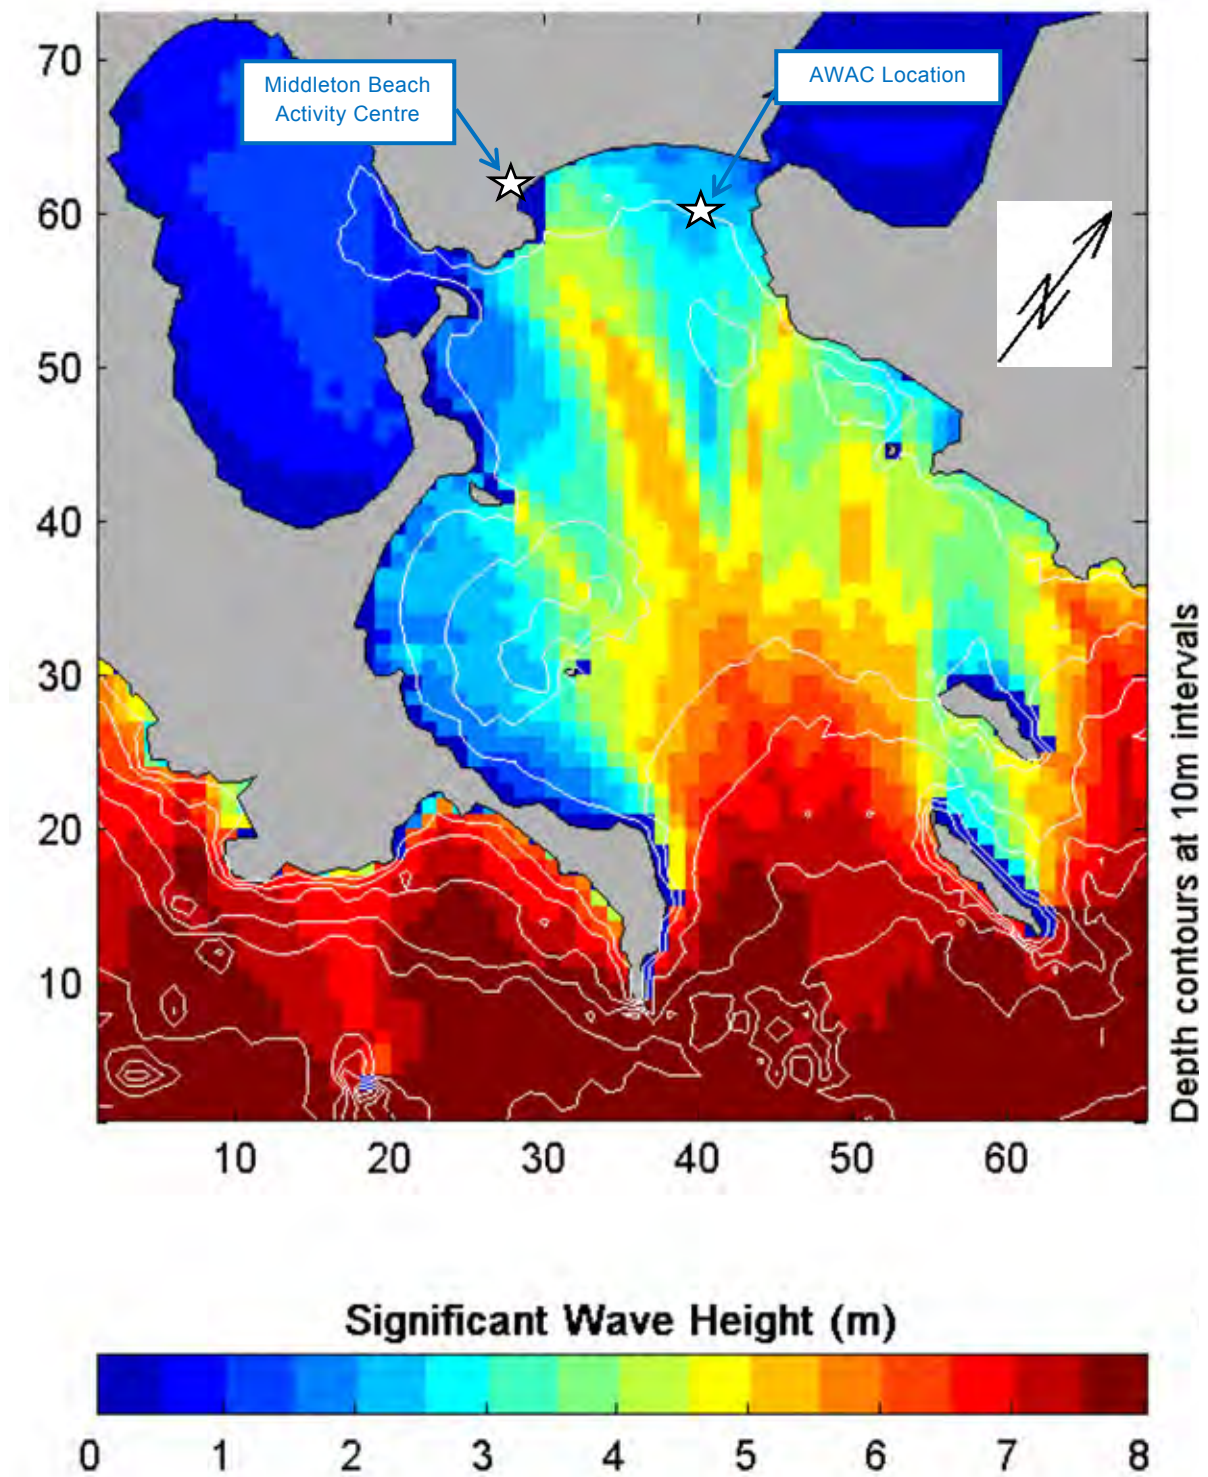 70
60
50
40
30
20
10
Middleton Beach
Activity Centre
AWAC Location
N
Depth contours at 10m intervals
10 20 30 40 50 60
Significant Wave Height (m)
0 1 2 3 4 5 6 7 8